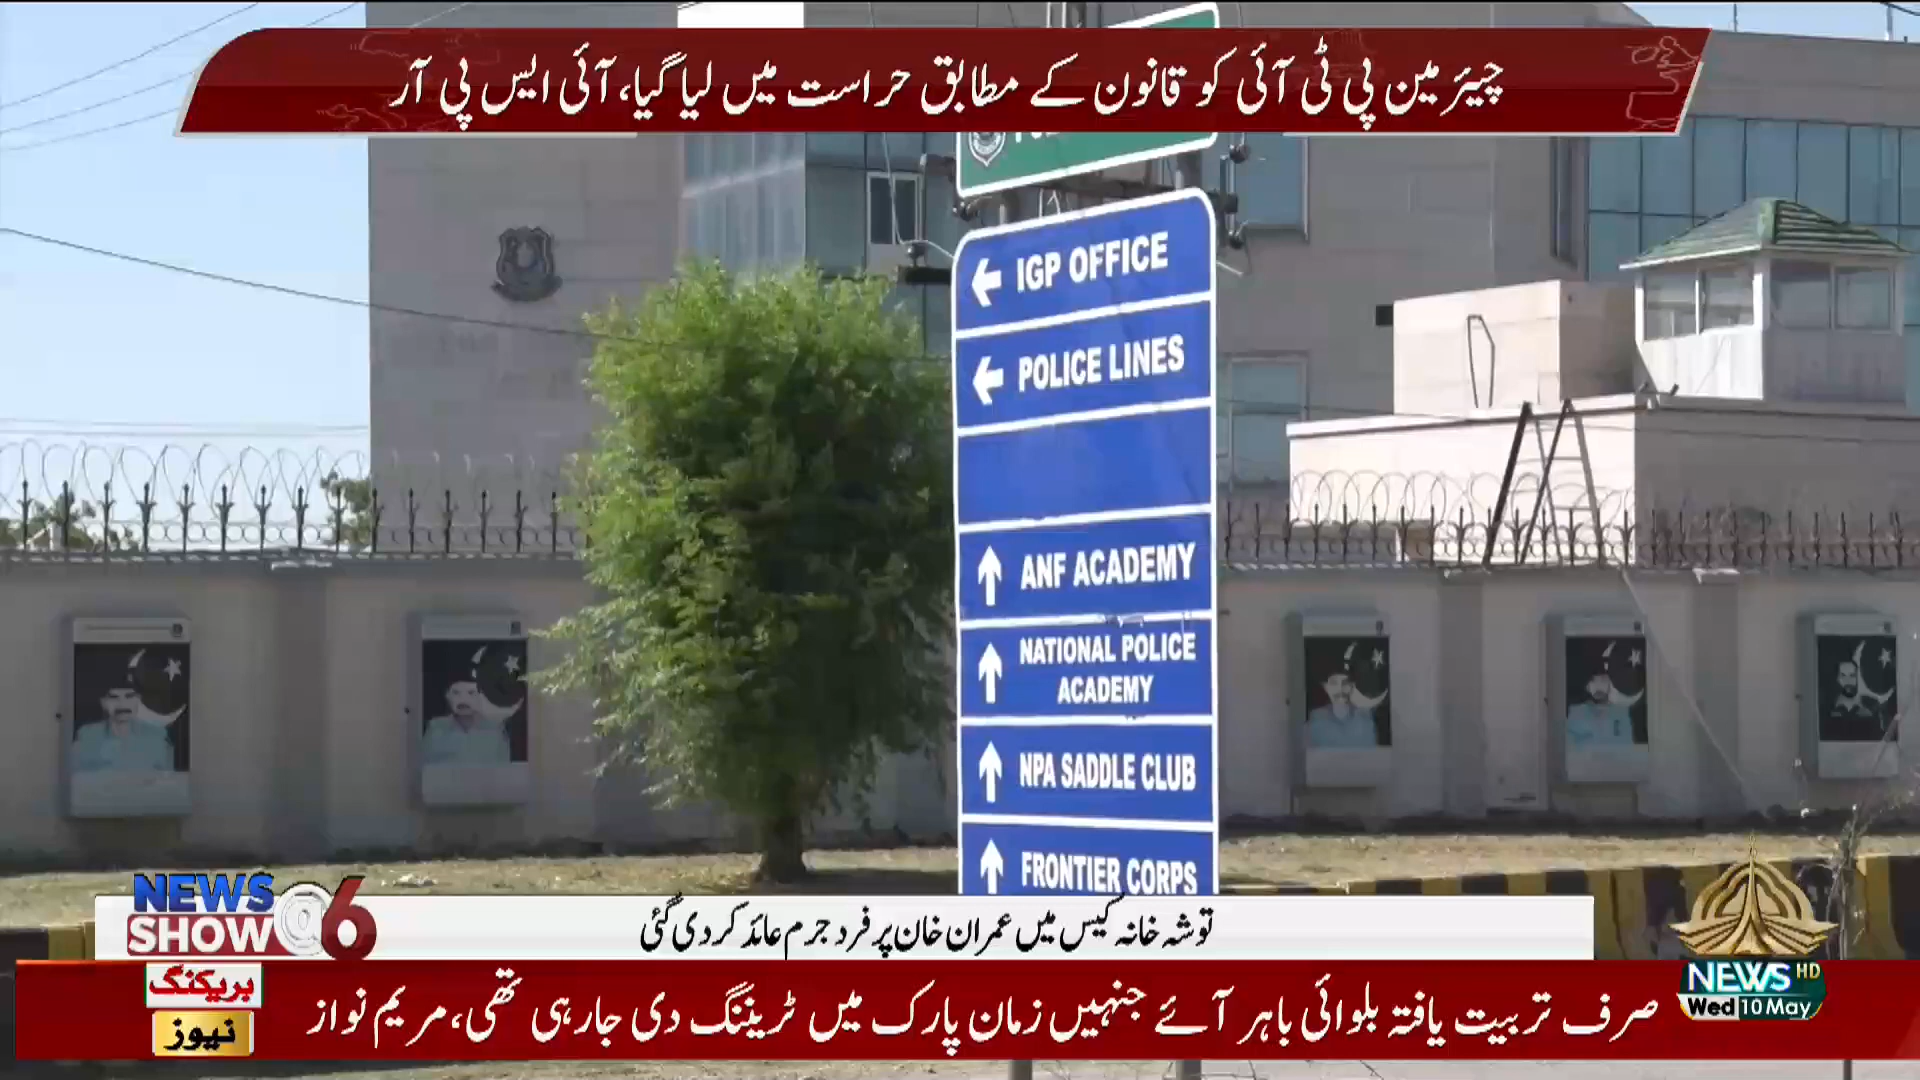 چیئرمین پی ٹی آئی کو قانون کے مطابق حراست میں لیا گیا، آئی ایس پی آر
IGP OFFICE
POLICE LINES
ANF ACADEMY
NATIONAL POLICE
ACADEMY
NPA SADDLE CLUB
FRONTIER CORPS
NEWS
SHOW @6
توشہ خانہ کیس میں عمران خان پر فرد جرم عائد کر دی گئی
بریکنگ
نیوز
صرف تربیت یافتہ بلوائی باہر آئے جنہیں زمان پارک میں ٹریننگ دی جا رہی تھی، مریم نواز
NEWS HD
Wed 10 May